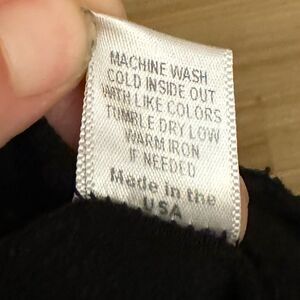 MACHINE WASH
COLD INSIDE OUT
WITH LIKE COLORS
TUMBLE DRY LOW
WARM IRON
IF NEEDED
Made in the
USA